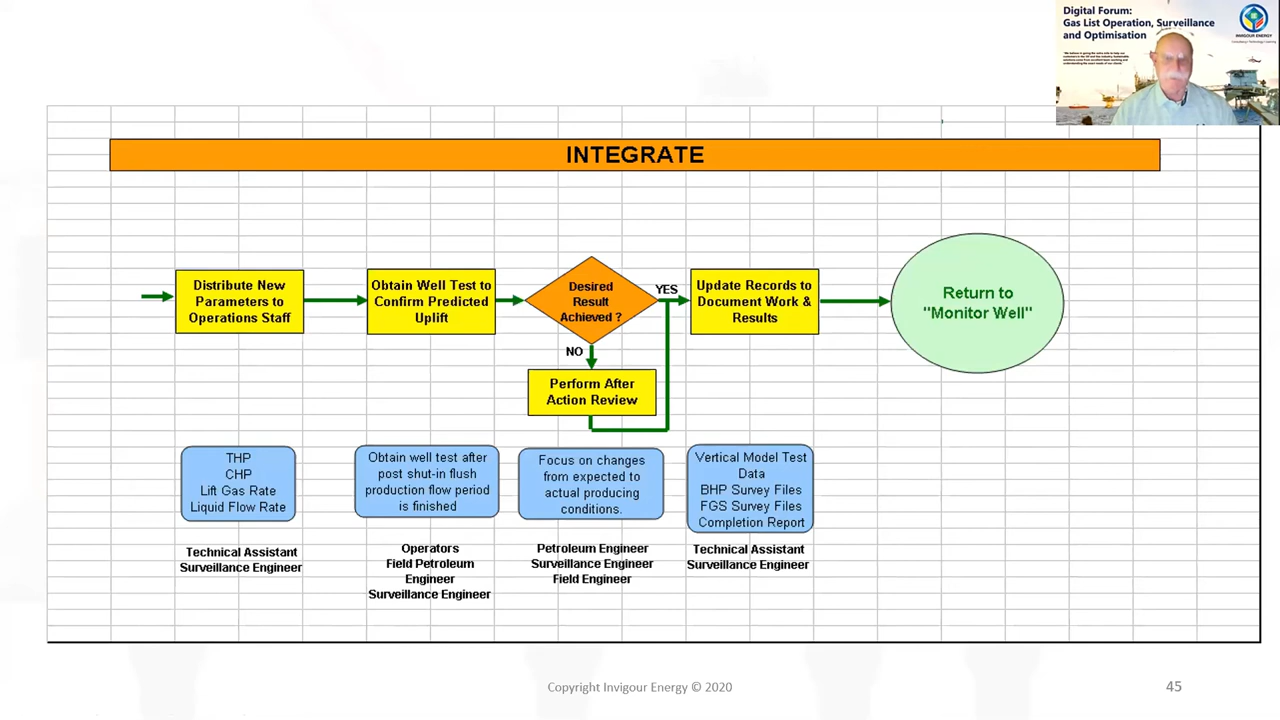 Digital Forum:
Gas List Operation, Surveillance
and Optimisation
INVIGOUR ENERGY
INTEGRATE
Distribute New
Parameters to
Operations Staff
Obtain Well Test to
Confirm Predicted
Uplift
Desired
Result
Achieved ?
YES
NO
Update Records to
Document Work &
Results
Return to
"Monitor Well"
Perform After
Action Review
THP
CHP
Lift Gas Rate
Liquid Flow Rate
Obtain well test after
post shut-in flush
production flow period
is finished
Focus on changes
from expected to
actual producing
conditions.
Vertical Model Test
Data
BHP Survey Files
FGS Survey Files
Completion Report
Technical Assistant
Surveillance Engineer
Operators
Field Petroleum
Engineer
Surveillance Engineer
Petroleum Engineer
Surveillance Engineer
Field Engineer
Technical Assistant
Surveillance Engineer
Copyright Invigour Energy © 2020
45